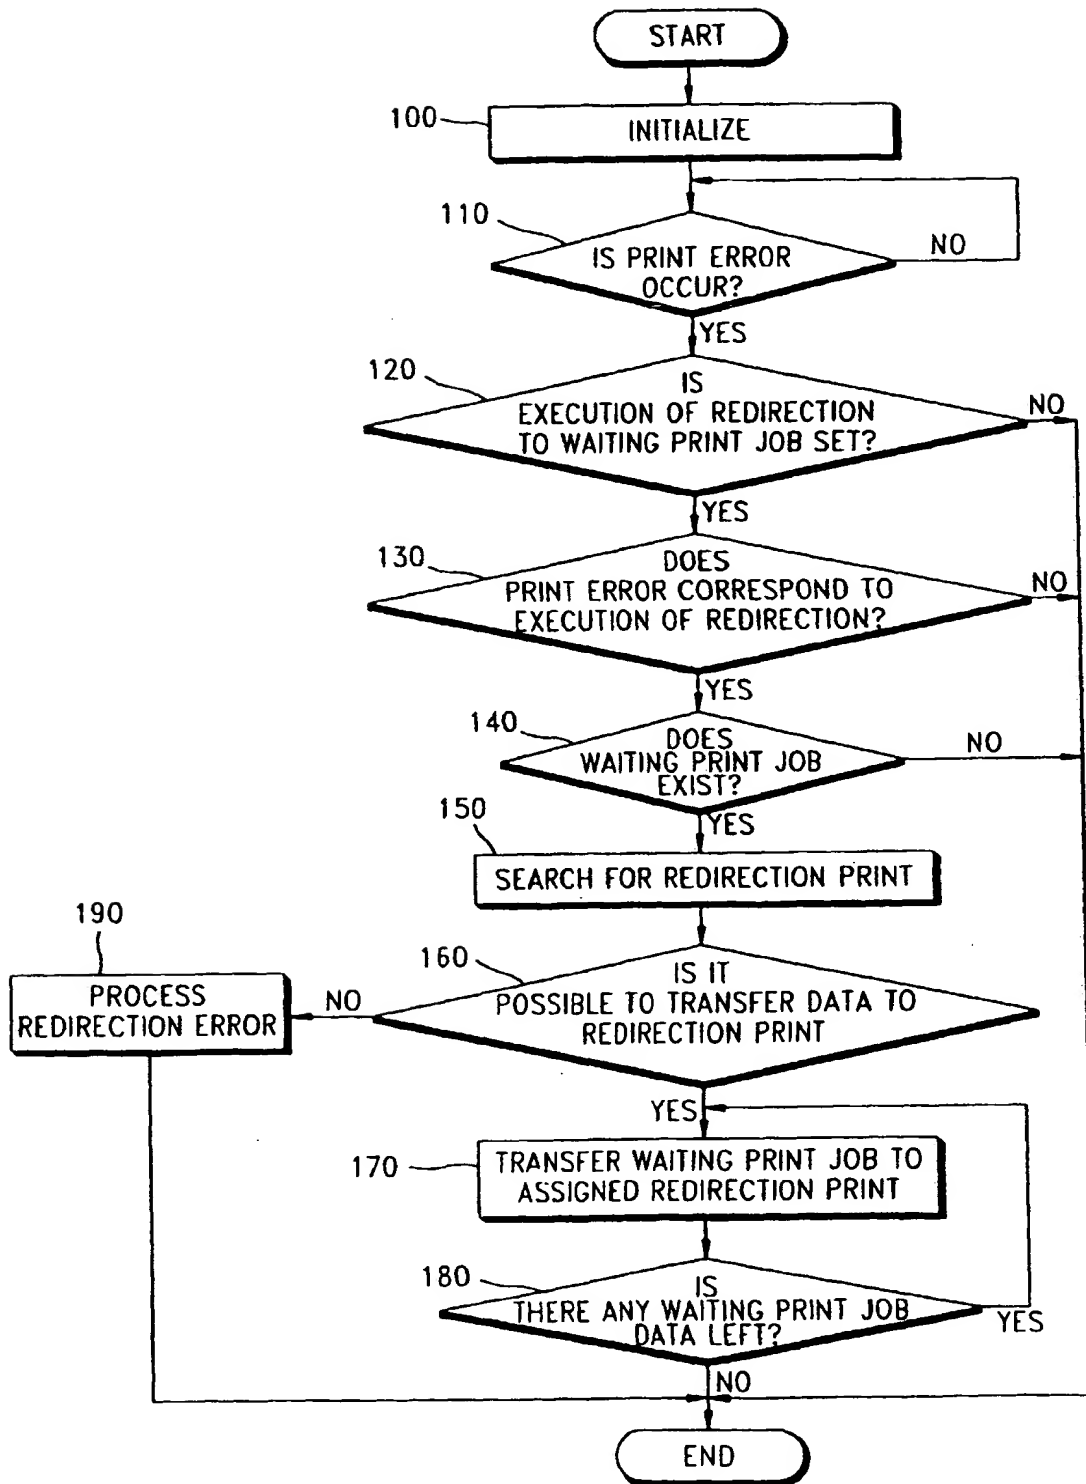 START
100
INITIALIZE
110
IS PRINT ERROR
OCCUR?
NO
YES
120
IS
EXECUTION OF REDIRECTION
TO WAITING PRINT JOB SET?
NO
YES
130
DOES
PRINT ERROR CORRESPOND TO
EXECUTION OF REDIRECTION?
NO
YES
140
DOES
WAITING PRINT JOB
EXIST?
NO
YES
150
SEARCH FOR REDIRECTION PRINT
190
PROCESS
REDIRECTION ERROR
NO
160
IS IT
POSSIBLE TO TRANSFER DATA TO
REDIRECTION PRINT
YES
170
TRANSFER WAITING PRINT JOB TO
ASSIGNED REDIRECTION PRINT
180
IS
THERE ANY WAITING PRINT JOB
DATA LEFT?
YES
NO
END